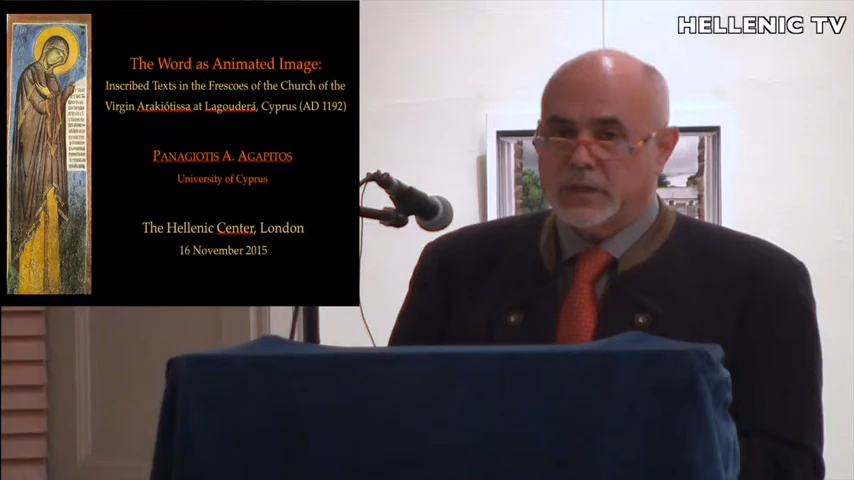 HELLENIC TV
The Word as Animated Image:
Inscribed Texts in the Frescoes of the Church of the
Virgin Arakiótissa at Lagouderá, Cyprus (AD 1192)
PANAGIOTIS A. AGAPITOS
University of Cyprus
The Hellenic Center, London
16 November 2015